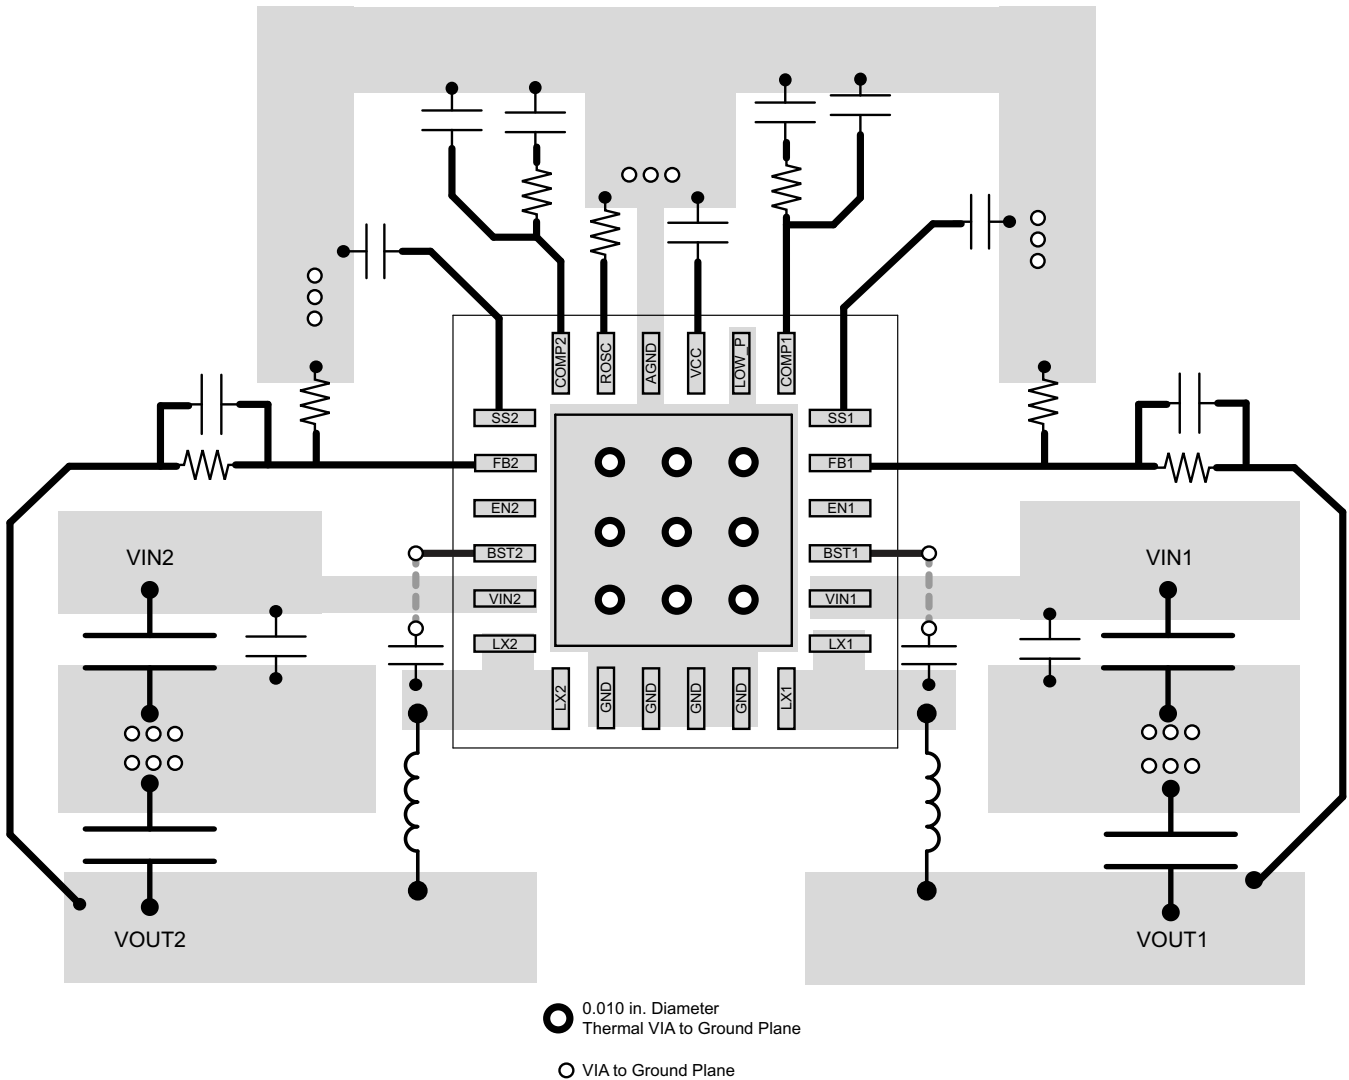 COMP2
ROSC
AGND
VCC
LOW_P
COMP1
SS2
SS1
FB2
FB1
EN2
EN1
VIN2
BST2
BST1
VIN1
VIN2
VIN1
LX2
LX1
LX2
GND
GND
GND
GND
LX1
VOUT2
VOUT1
0.010 in. Diameter
Thermal VIA to Ground Plane
VIA to Ground Plane